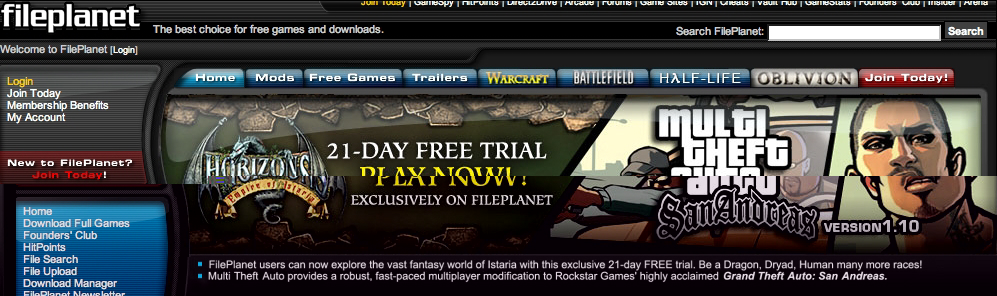 fileplanet
Join Today | GameSpy | HitPoints | Direct2Drive | Arcade | Forums | Game Sites | IGN | Cheats | Vault Hub | GameStats | Founders' Club | Insider | Arena
The best choice for free games and downloads.
Search FilePlanet: Search
Welcome to FilePlanet [Login]
Home Mods Free Games Trailers WARCRAFT BATTLEFIELD HλLF-LIFE OBLIVION Join Today!
Login
Join Today
Membership Benefits
My Account
New to FilePlanet?
Join Today!
HORIZONS
Empire of Istaria
21-DAY FREE TRIAL
PLAY NOW!
EXCLUSIVELY ON FILEPLANET
MULTI
THEFT
AUTO
San Andreas
VERSION 1.10
Home
Download Full Games
Founders' Club
HitPoints
File Search
File Upload
Download Manager
FilePlanet Newsletter
FilePlanet users can now explore the vast fantasy world of Istaria with this exclusive 21-day FREE trial. Be a Dragon, Dryad, Human many more races!
Multi Theft Auto provides a robust, fast-paced multiplayer modification to Rockstar Games' highly acclaimed Grand Theft Auto: San Andreas.